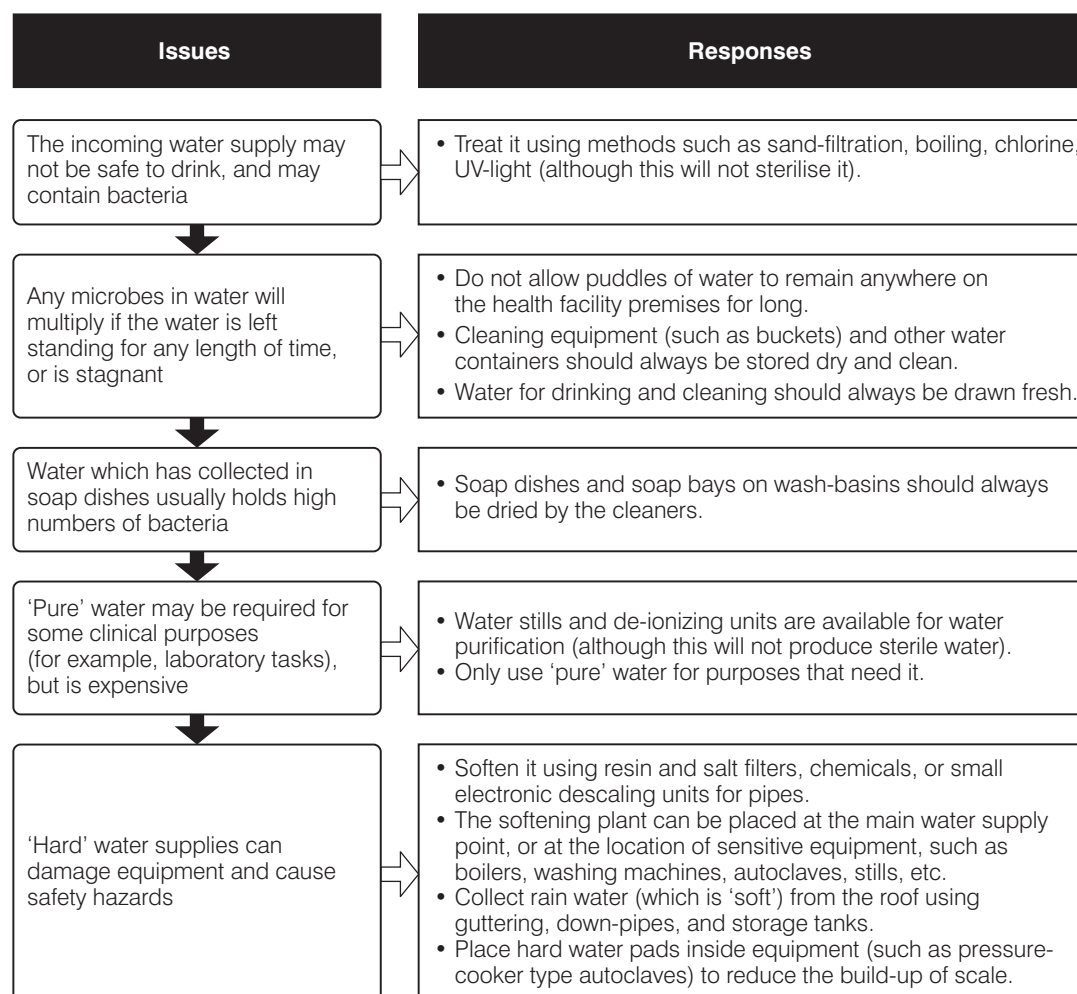 Issues
Responses
The incoming water supply may
not be safe to drink, and may
contain bacteria
• Treat it using methods such as sand-filtration, boiling, chlorine,
UV-light (although this will not sterilise it).
Any microbes in water will
multiply if the water is left
standing for any length of time,
or is stagnant
• Do not allow puddles of water to remain anywhere on
the health facility premises for long.
• Cleaning equipment (such as buckets) and other water
containers should always be stored dry and clean.
• Water for drinking and cleaning should always be drawn fresh.
Water which has collected in
soap dishes usually holds high
numbers of bacteria
• Soap dishes and soap bays on wash-basins should always
be dried by the cleaners.
‘Pure’ water may be required for
some clinical purposes
(for example, laboratory tasks),
but is expensive
• Water stills and de-ionizing units are available for water
purification (although this will not produce sterile water).
• Only use ‘pure’ water for purposes that need it.
‘Hard’ water supplies can
damage equipment and cause
safety hazards
• Soften it using resin and salt filters, chemicals, or small
electronic descaling units for pipes.
• The softening plant can be placed at the main water supply
point, or at the location of sensitive equipment, such as
boilers, washing machines, autoclaves, stills, etc.
• Collect rain water (which is ‘soft’) from the roof using
guttering, down-pipes, and storage tanks.
• Place hard water pads inside equipment (such as pressure-
cooker type autoclaves) to reduce the build-up of scale.